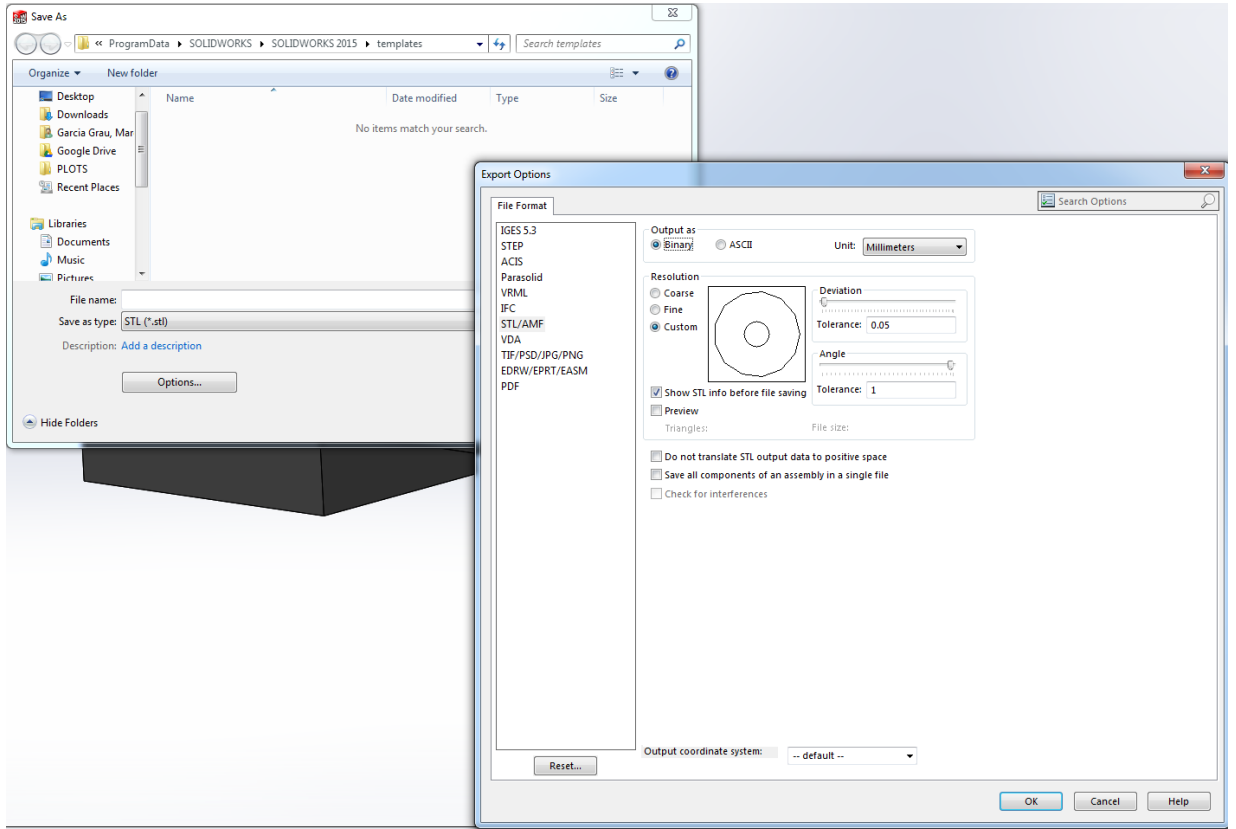 Save As
« ProgramData ▸ SOLIDWORKS ▸ SOLIDWORKS 2015 ▸ templates
Search templates
Organize
New folder
Desktop
Downloads
Garcia Grau, Mar
Google Drive
PLOTS
Recent Places
Libraries
Documents
Music
Pictures
Name
Date modified
Type
Size
No items match your search.
File name:
Save as type: STL (*.stl)
Description: Add a description
Options...
Hide Folders
Export Options
Search Options
File Format
IGES 5.3
STEP
ACIS
Parasolid
VRML
IFC
STL/AMF
VDA
TIF/PSD/JPG/PNG
EDRW/EPRT/EASM
PDF
Reset...
Output as
Binary
ASCII
Unit: Millimeters
Resolution
Coarse
Fine
Custom
Deviation
Tolerance: 0.05
Angle
Tolerance: 1
Show STL info before file saving
Preview
Triangles:
File size:
Do not translate STL output data to positive space
Save all components of an assembly in a single file
Check for interferences
Output coordinate system: -- default --
OK
Cancel
Help